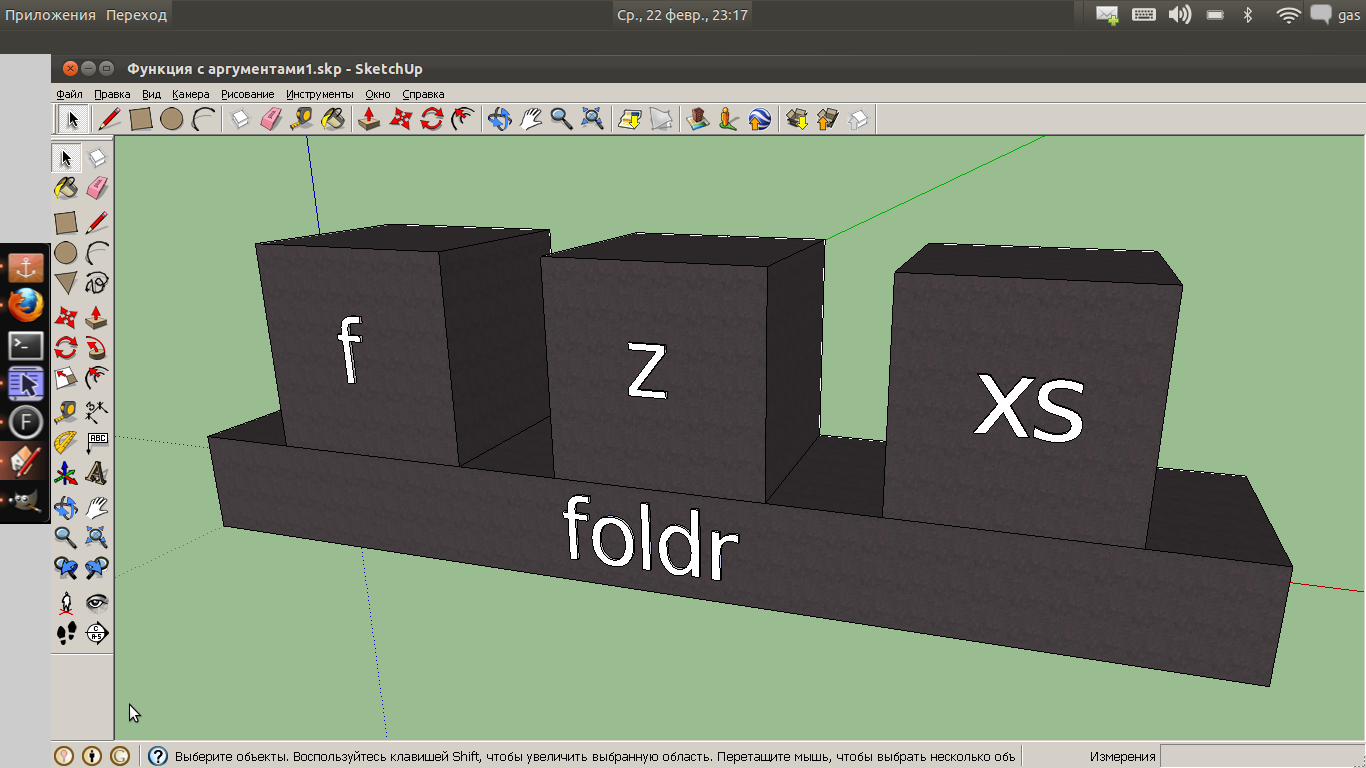 Приложения Переход
Ср., 22 февр., 23:17
gas
Функция с аргументами1.skp - SketchUp
Файл Правка Вид Камера Рисование Инструменты Окно Справка
ABC
f
z
xs
foldr
Выберите объекты. Воспользуйтесь клавишей Shift, чтобы увеличить выбранную область. Перетащите мышь, чтобы выбрать несколько объ
Измерения